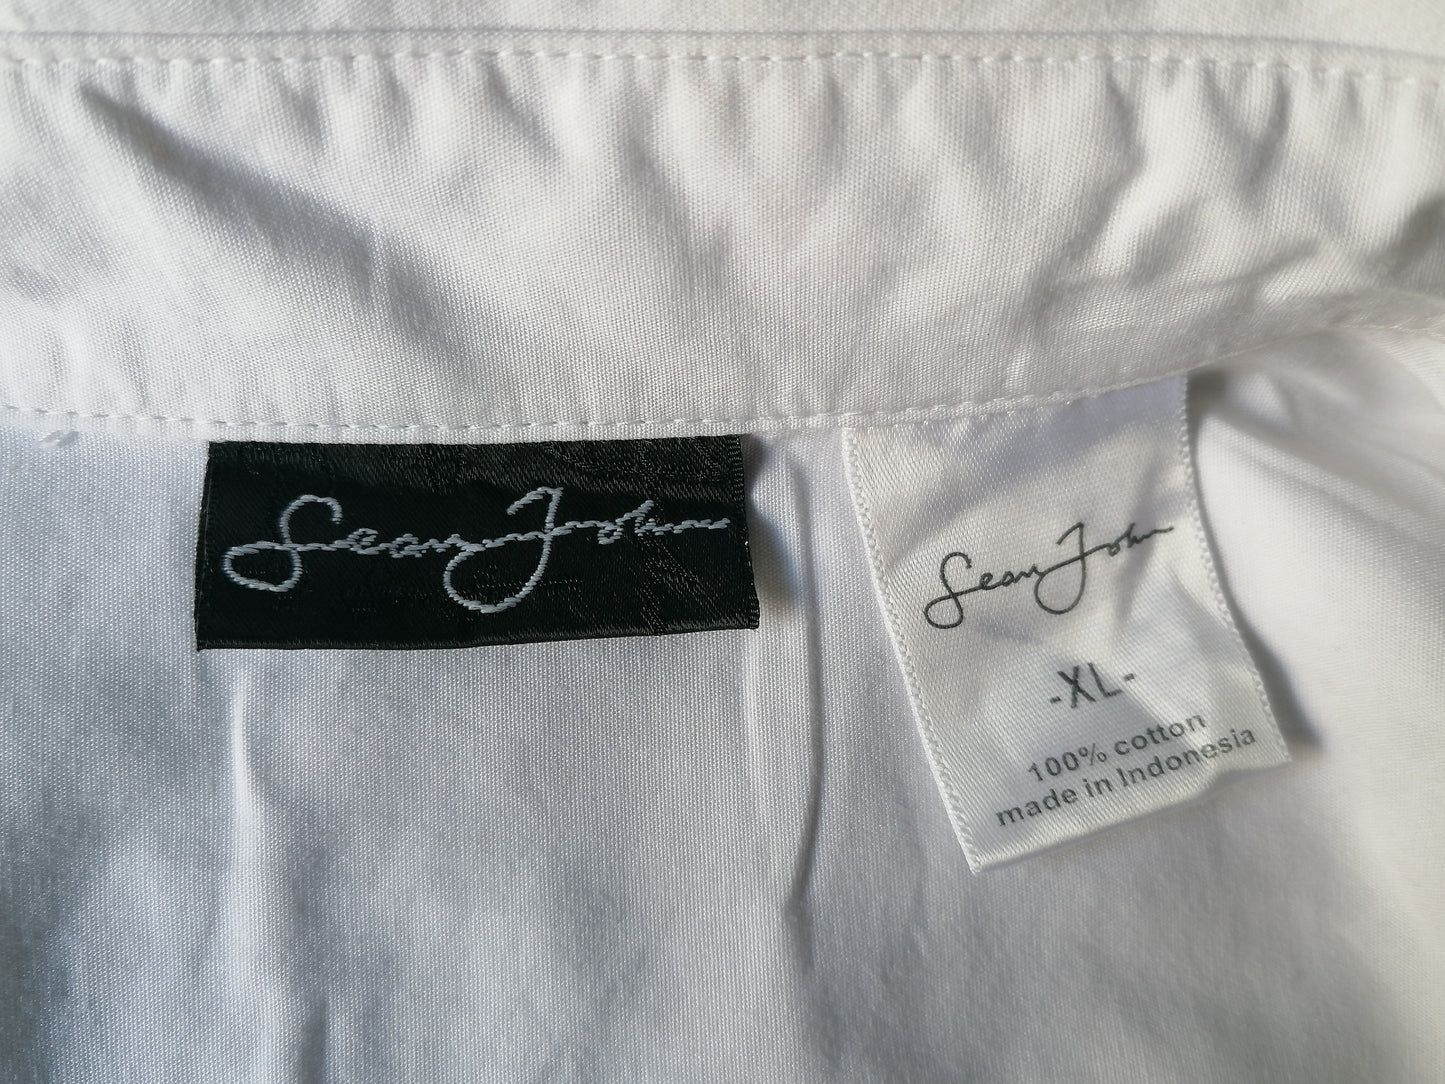 Sean John
Sean John
-XL-
100% cotton
made in Indonesia